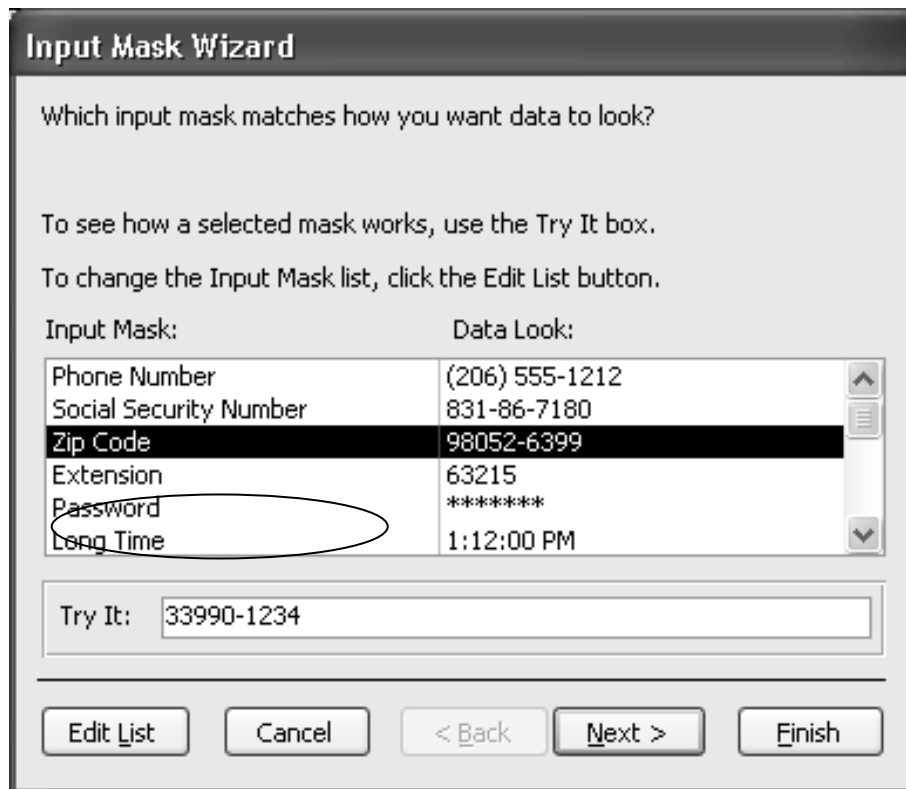 Input Mask Wizard
Which input mask matches how you want data to look?
To see how a selected mask works, use the Try It box.
To change the Input Mask list, click the Edit List button.
Input Mask: Data Look:
Phone Number (206) 555-1212
Social Security Number 831-86-7180
Zip Code 98052-6399
Extension 63215
Password *******
Long Time 1:12:00 PM
Try It: 33990-1234
Edit List Cancel < Back Next > Finish